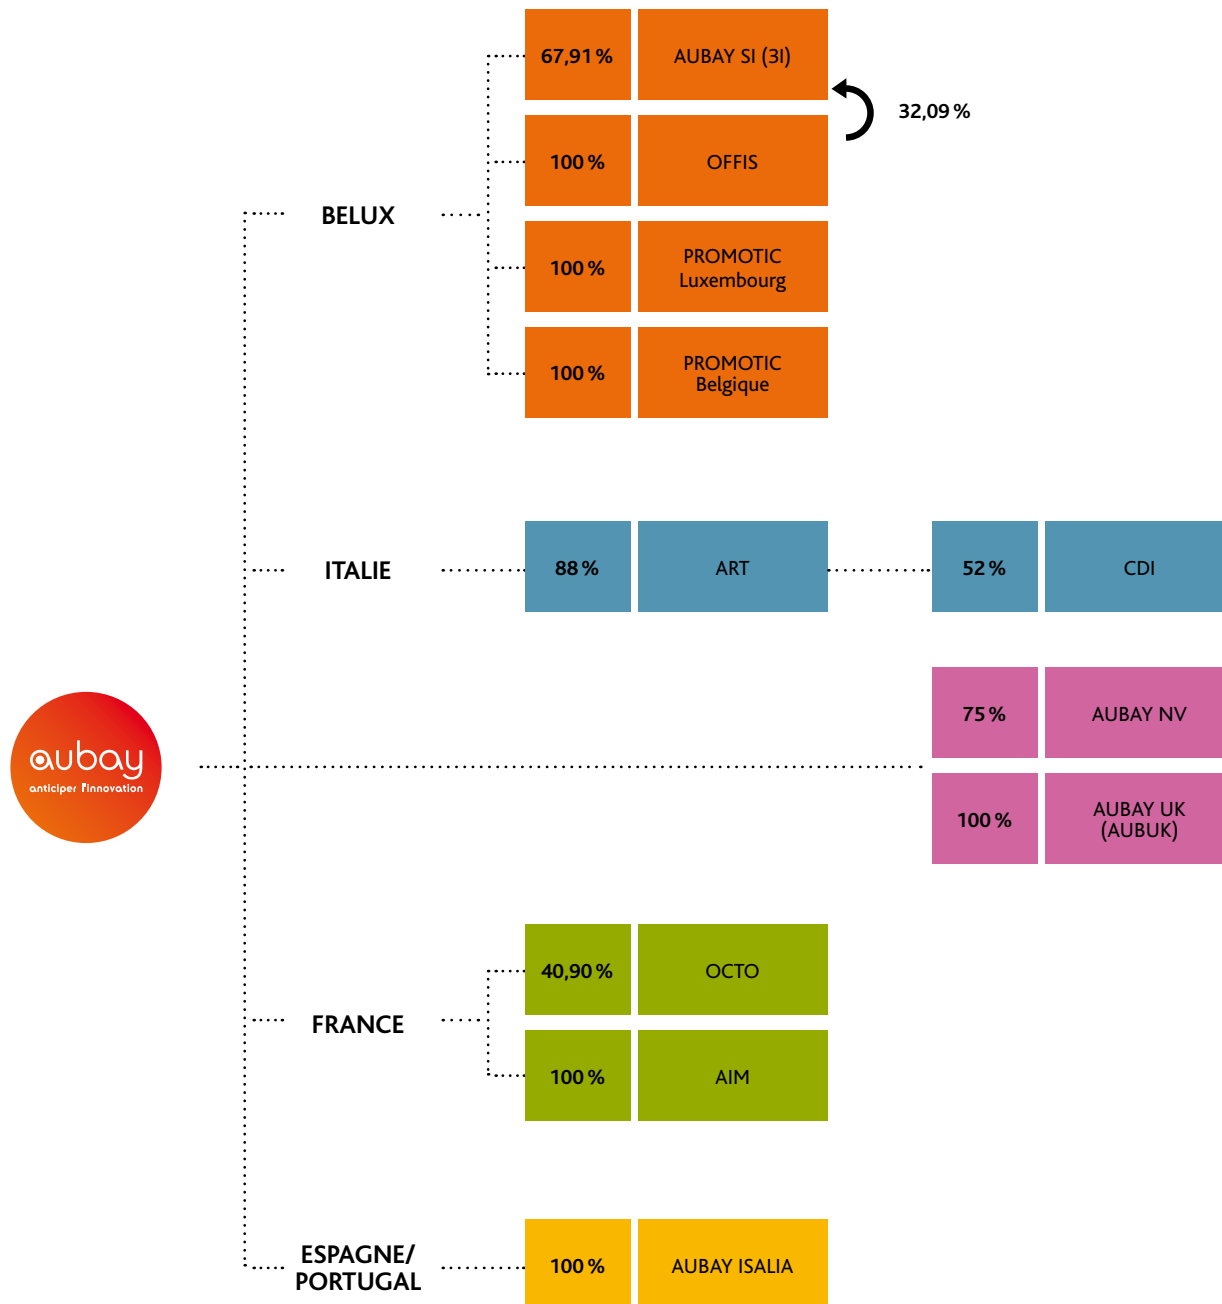 67,91 %
AUBAY SI (3I)
32,09 %
100 %
OFFIS
BELUX
100 %
PROMOTIC
Luxembourg
100 %
PROMOTIC
Belgique
ITALIE
88 %
ART
52 %
CDI
75 %
AUBAY NV
aubay
anticiper l'innovation
100 %
AUBAY UK
(AUBUK)
40,90 %
OCTO
FRANCE
100 %
AIM
ESPAGNE/
PORTUGAL
100 %
AUBAY ISALIA